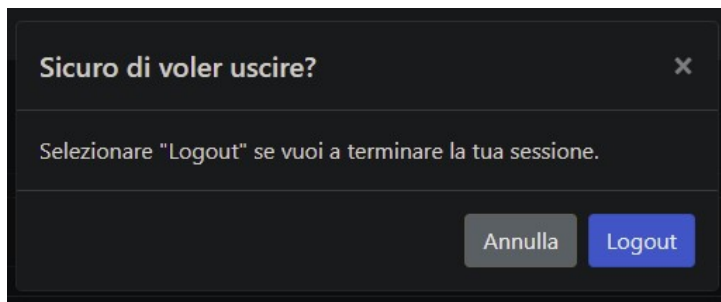 Sicuro di voler uscire? ×
Selezionare "Logout" se vuoi a terminare la tua sessione.
Annulla Logout